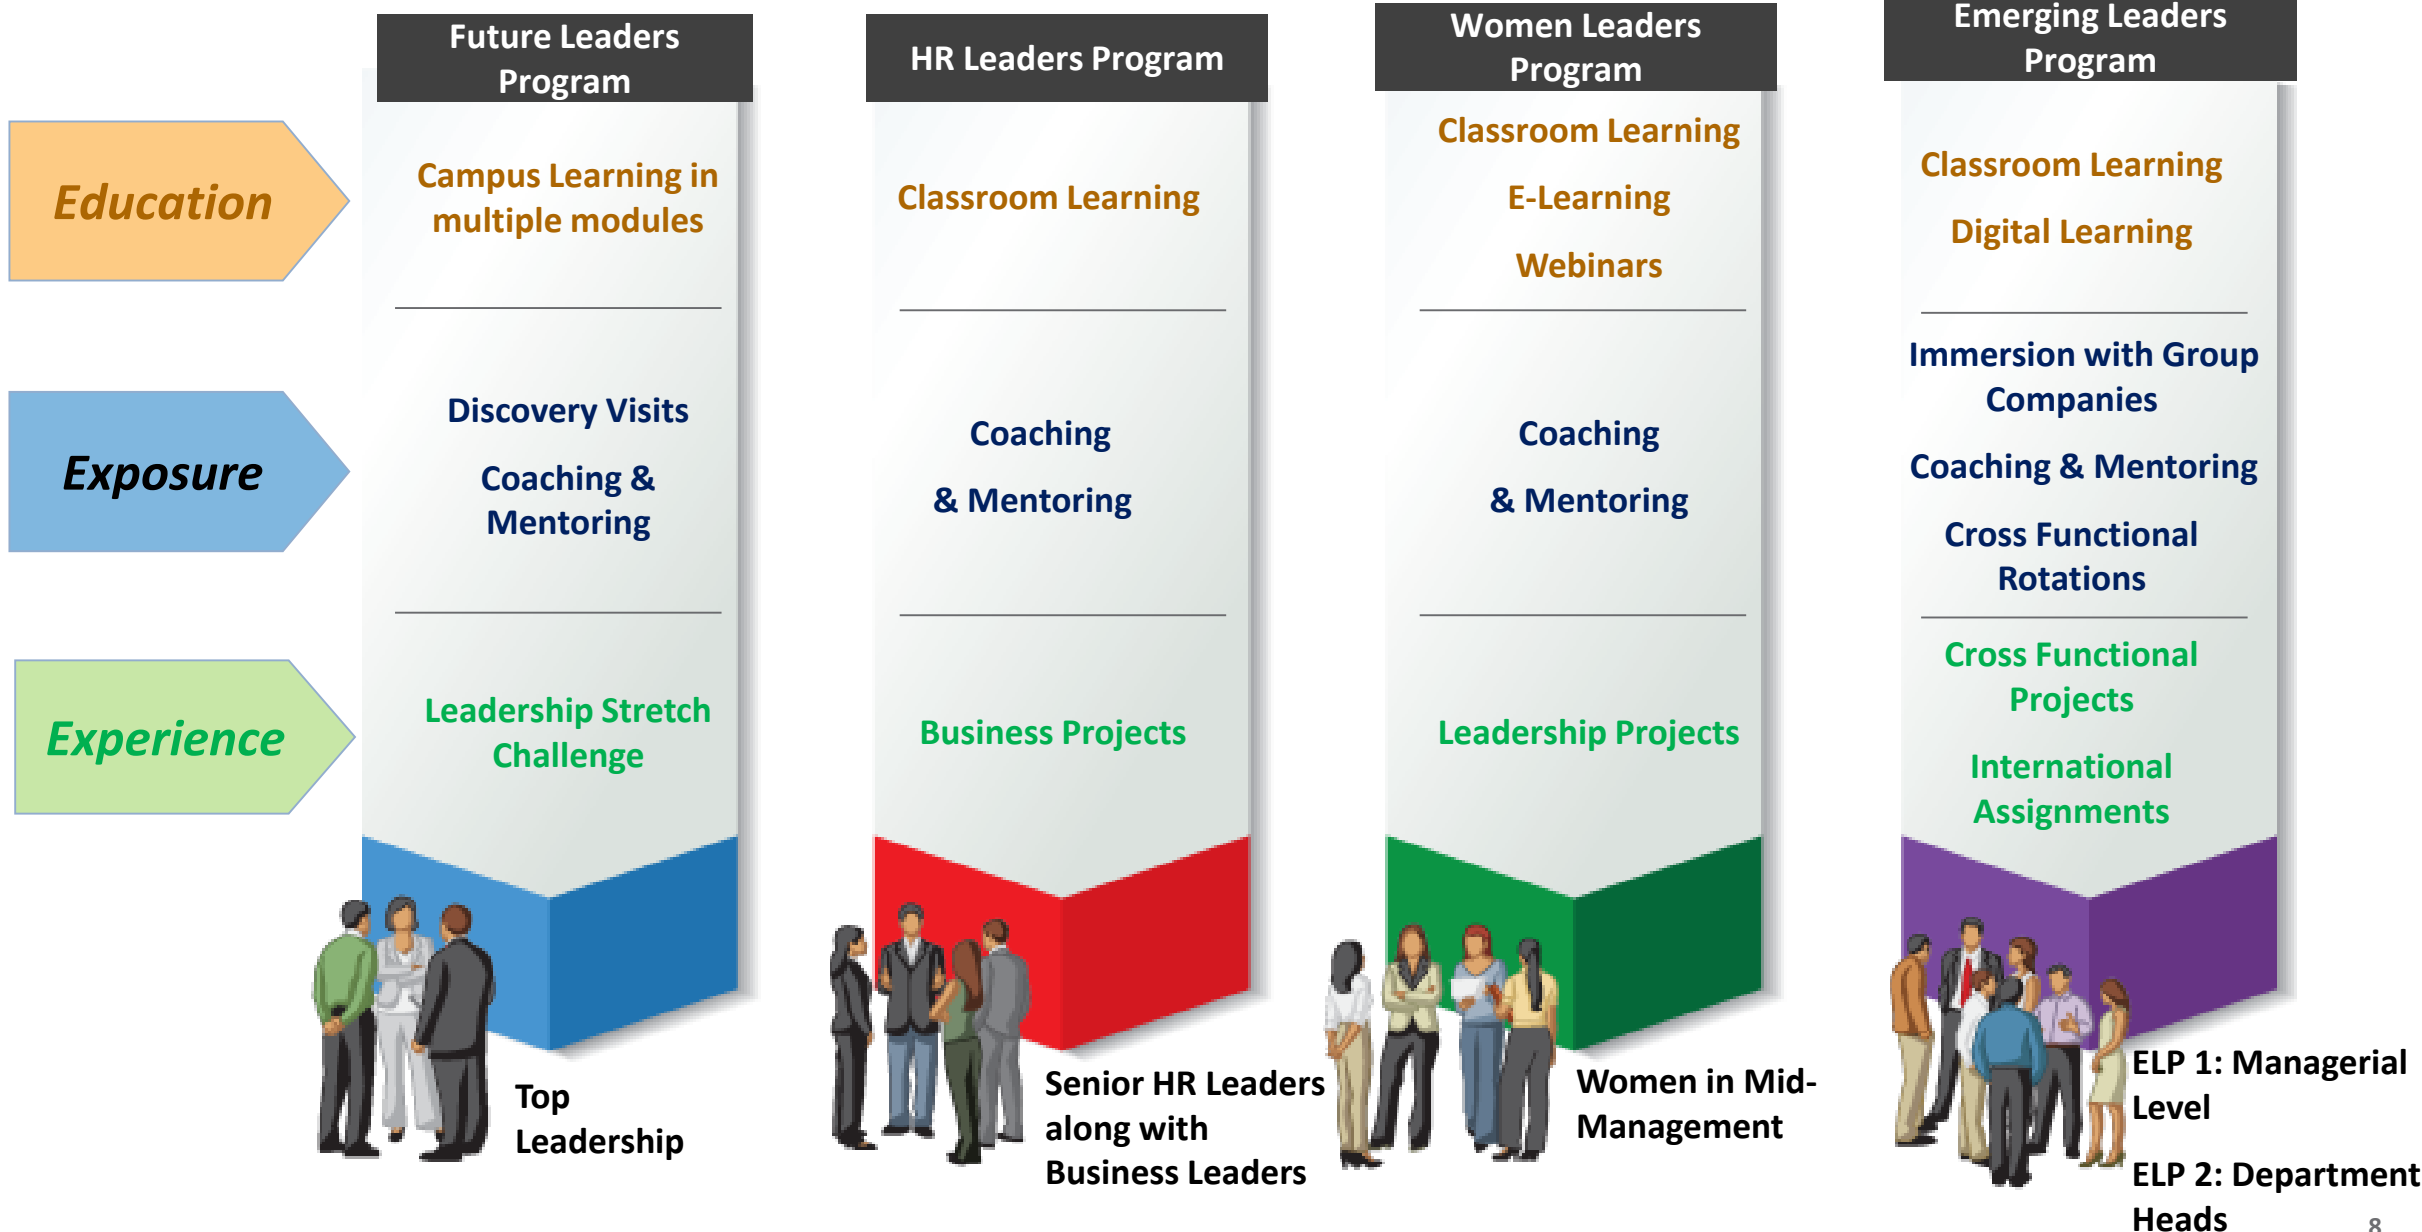 Future Leaders
Program
HR Leaders Program
Women Leaders
Program
Emerging Leaders
Program
Education
Campus Learning in
multiple modules
Classroom Learning
Classroom Learning
E-Learning
Webinars
Classroom Learning
Digital Learning
Exposure
Discovery Visits
Coaching &
Mentoring
Coaching
& Mentoring
Coaching
& Mentoring
Immersion with Group
Companies
Coaching & Mentoring
Cross Functional
Rotations
Experience
Leadership Stretch
Challenge
Business Projects
Leadership Projects
Cross Functional
Projects
International
Assignments
Top
Leadership
Senior HR Leaders
along with
Business Leaders
Women in Mid-
Management
ELP 1: Managerial
Level
ELP 2: Department
Heads
8